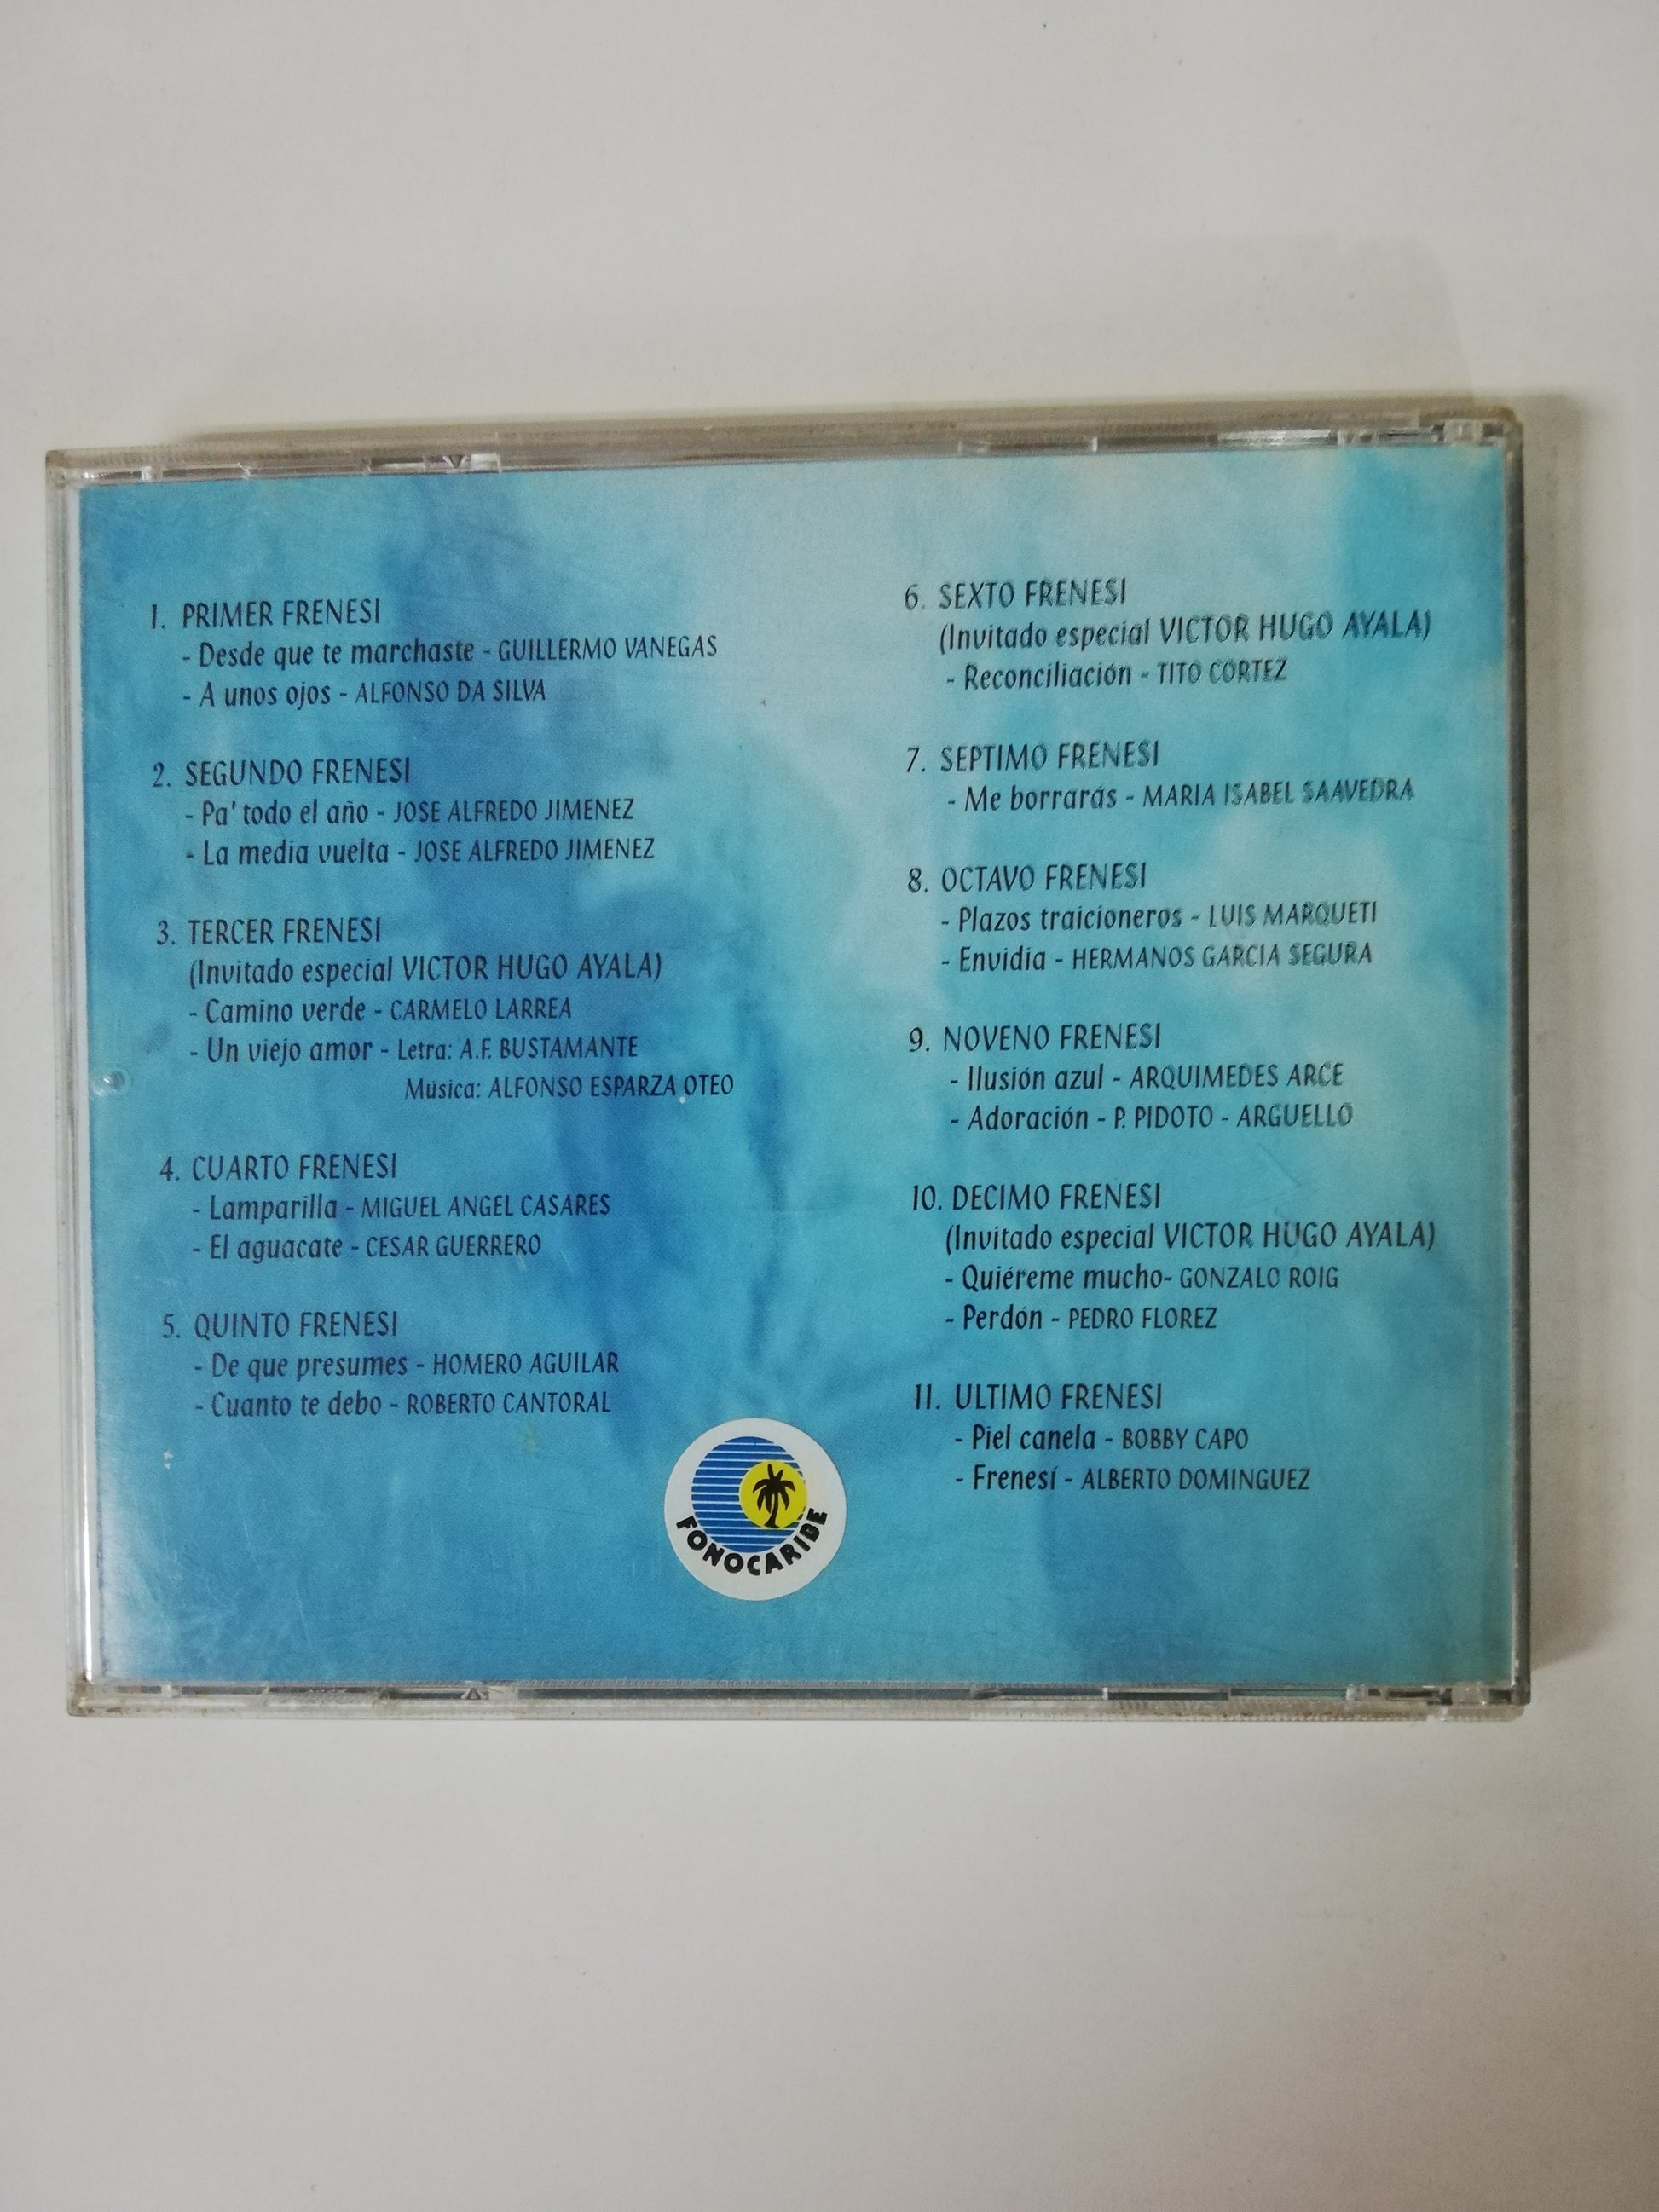 1. PRIMER FRENESI
- Desde que te marchaste - GUILLERMO VANEGAS
- A unos ojos - ALFONSO DA SILVA
2. SEGUNDO FRENESI
- Pa' todo el año - JOSE ALFREDO JIMENEZ
- La media vuelta - JOSE ALFREDO JIMENEZ
3. TERCER FRENESI
(Invitado especial VICTOR HUGO AYALA)
- Camino verde - CARMELO LARREA
- Un viejo amor - Letra: A.F. BUSTAMANTE
Música: ALFONSO ESPARZA OTEO
4. CUARTO FRENESI
- Lamparilla - MIGUEL ANGEL CASARES
- El aguacate - CESAR GUERRERO
5. QUINTO FRENESI
- De que presumes - HOMERO AGUILAR
- Cuanto te debo - ROBERTO CANTORAL
6. SEXTO FRENESI
(Invitado especial VICTOR HUGO AYALA)
- Reconciliación - TITO CORTEZ
7. SEPTIMO FRENESI
- Me borrarás - MARIA ISABEL SAAVEDRA
8. OCTAVO FRENESI
- Plazos traicioneros - LUIS MARQUETI
- Envidia - HERMANOS GARCIA SEGURA
9. NOVENO FRENESI
- Ilusión azul - ARQUIMEDES ARCE
- Adoración - P. PIDOTO - ARGUELLO
10. DECIMO FRENESI
(Invitado especial VICTOR HUGO AYALA)
- Quiéreme mucho- GONZALO ROIG
- Perdón - PEDRO FLOREZ
11. ULTIMO FRENESI
- Piel canela - BOBBY CAPO
- Frenesí - ALBERTO DOMINGUEZ
FONOCARIBE